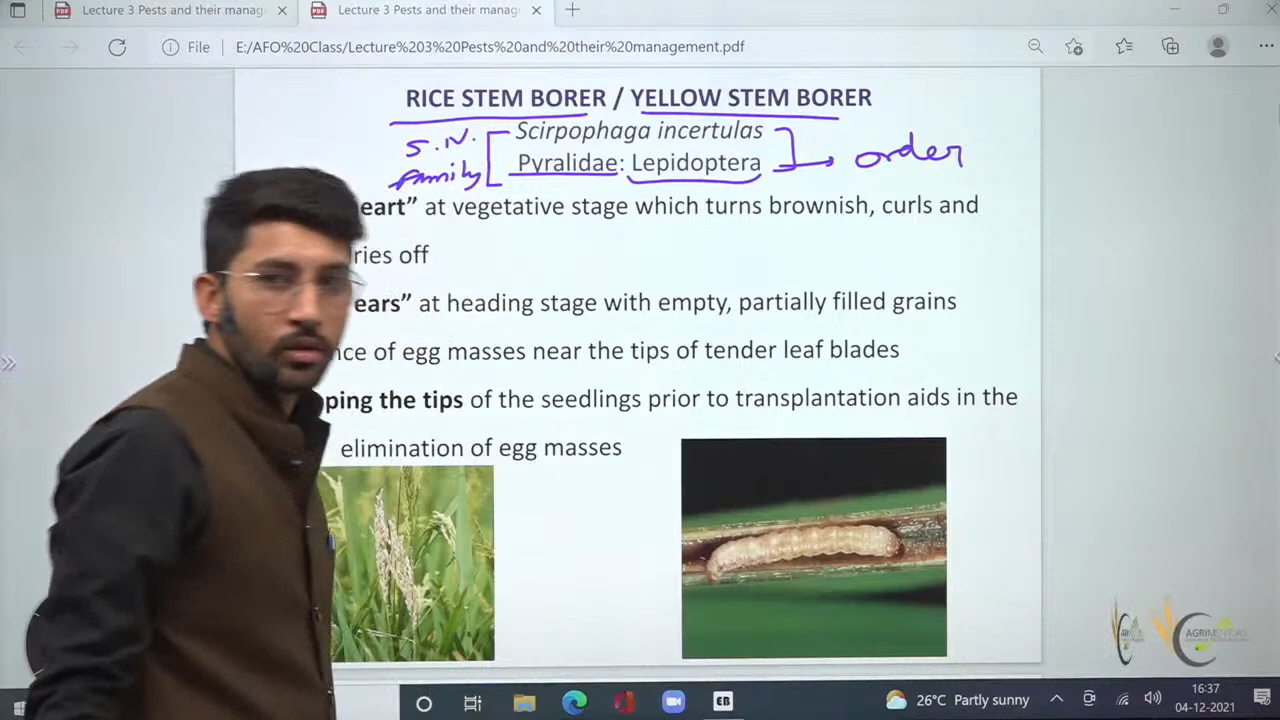 Lecture 3 Pests and their manag
Lecture 3 Pests and their manag
File
E:/AFO%20Class/Lecture%203%20Pests%20and%20their%20management.pdf
RICE STEM BORER / YELLOW STEM BORER
S.N.
Scirpophaga incertulas
family
Pyralidae: Lepidoptera
order
eart” at vegetative stage which turns brownish, curls and
ries off
ears” at heading stage with empty, partially filled grains
nce of egg masses near the tips of tender leaf blades
ping the tips of the seedlings prior to transplantation aids in the
elimination of egg masses
EB
26°C Partly sunny
16:37
04-12-2021